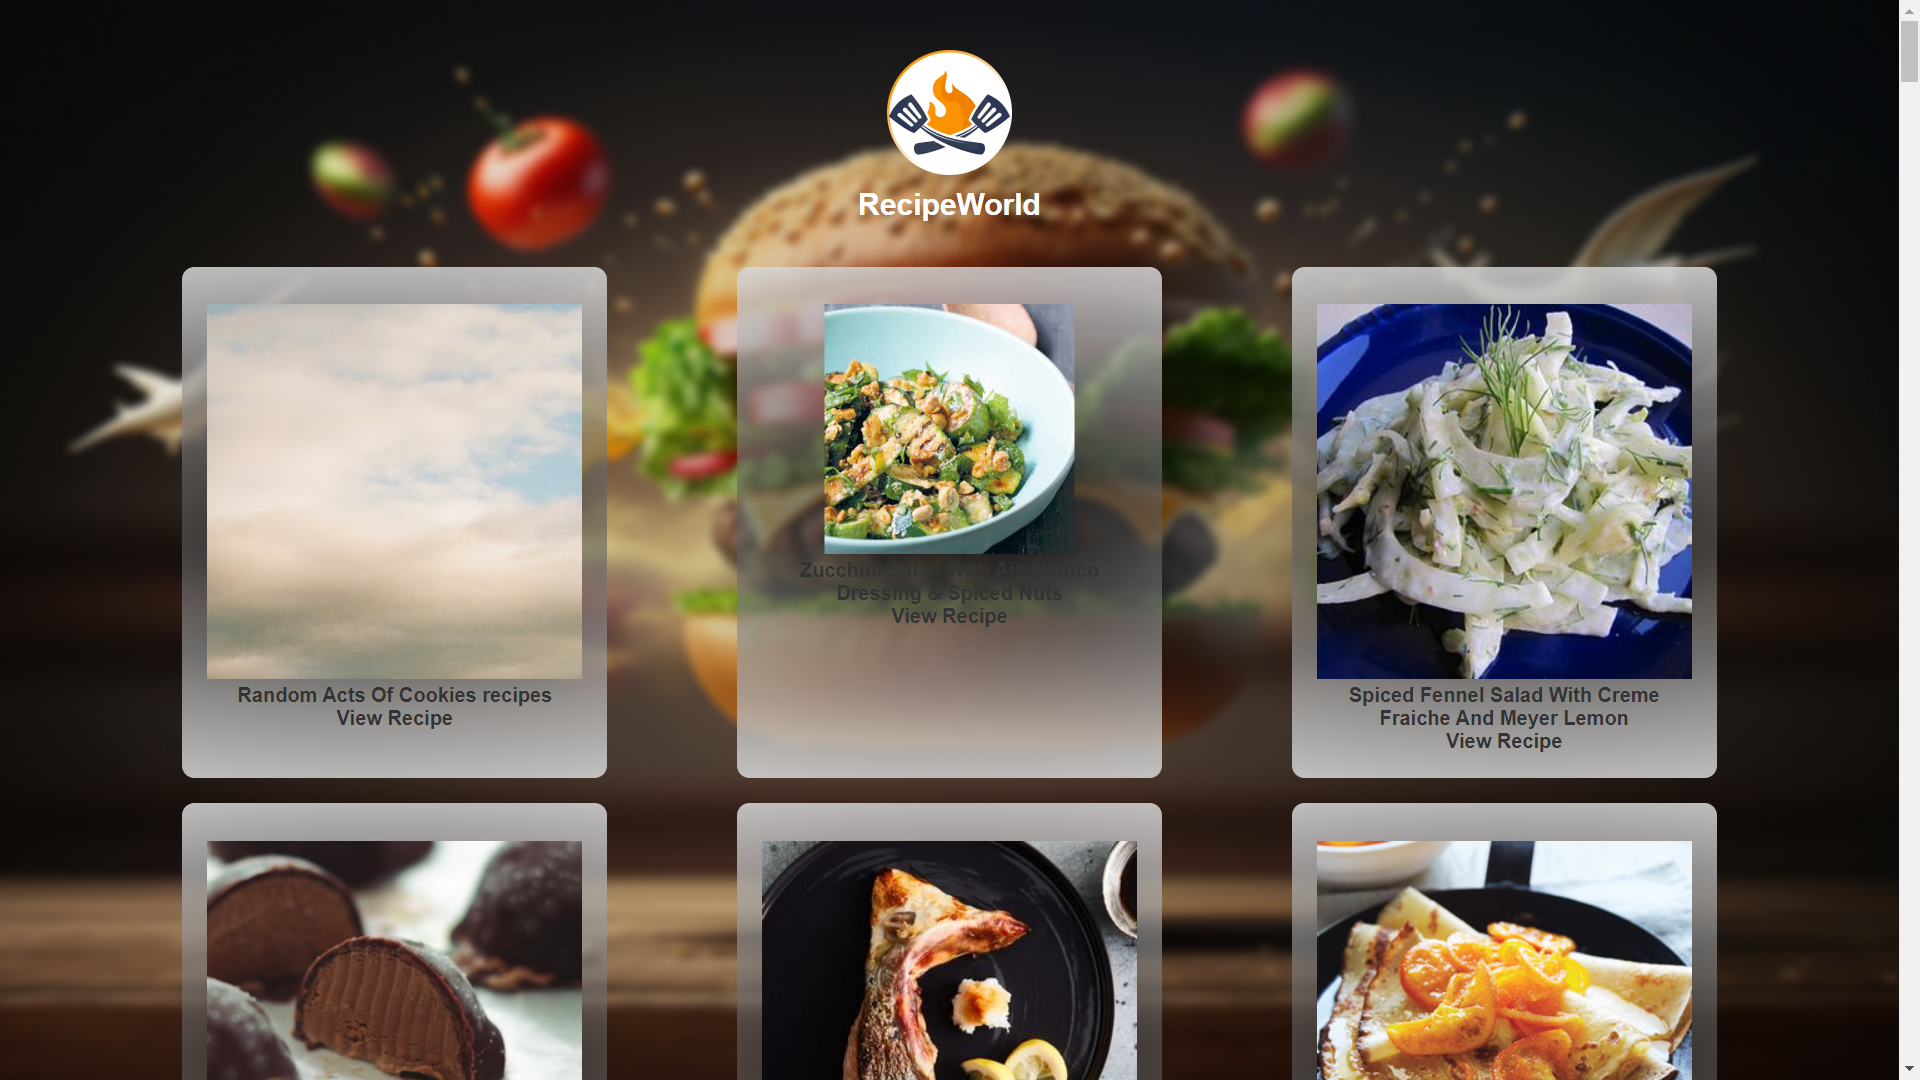 RecipeWorld
Random Acts Of Cookies recipes
View Recipe
Zucchini Salad With Ajo Blanco
Dressing & Spiced Nuts
View Recipe
Spiced Fennel Salad With Creme
Fraiche And Meyer Lemon
View Recipe